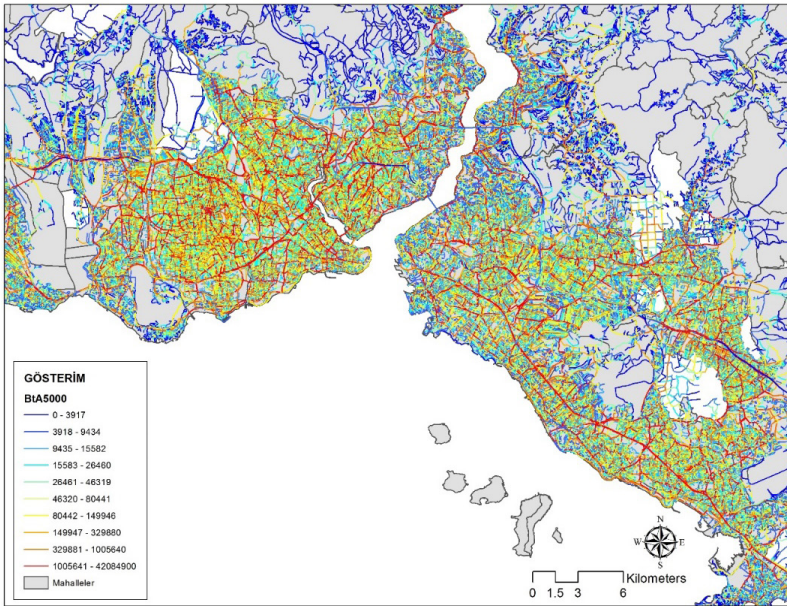 GÖSTERİM
BtA5000
0 - 3917
3918 - 9434
9435 - 15582
15583 - 26460
26461 - 46319
46320 - 80441
80442 - 149946
149947 - 329880
329881 - 1005640
1005641 - 42084900
Mahalleler
N
W E
S
Kilometers
0 1.5 3 6